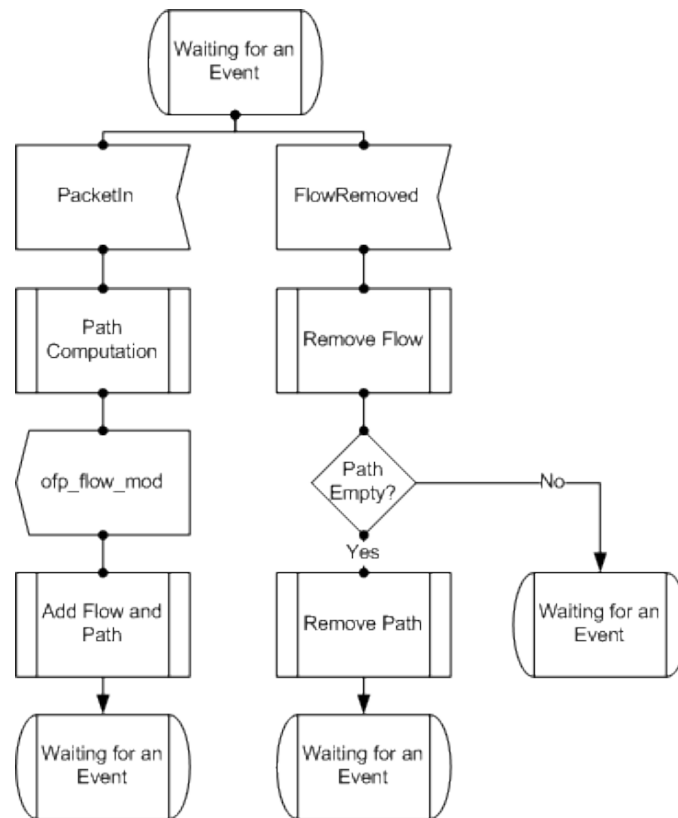 Waiting for an
Event
PacketIn
FlowRemoved
Path
Computation
Remove Flow
ofp_flow_mod
Path
Empty?
No
Yes
Add Flow and
Path
Remove Path
Waiting for an
Event
Waiting for an
Event
Waiting for an
Event